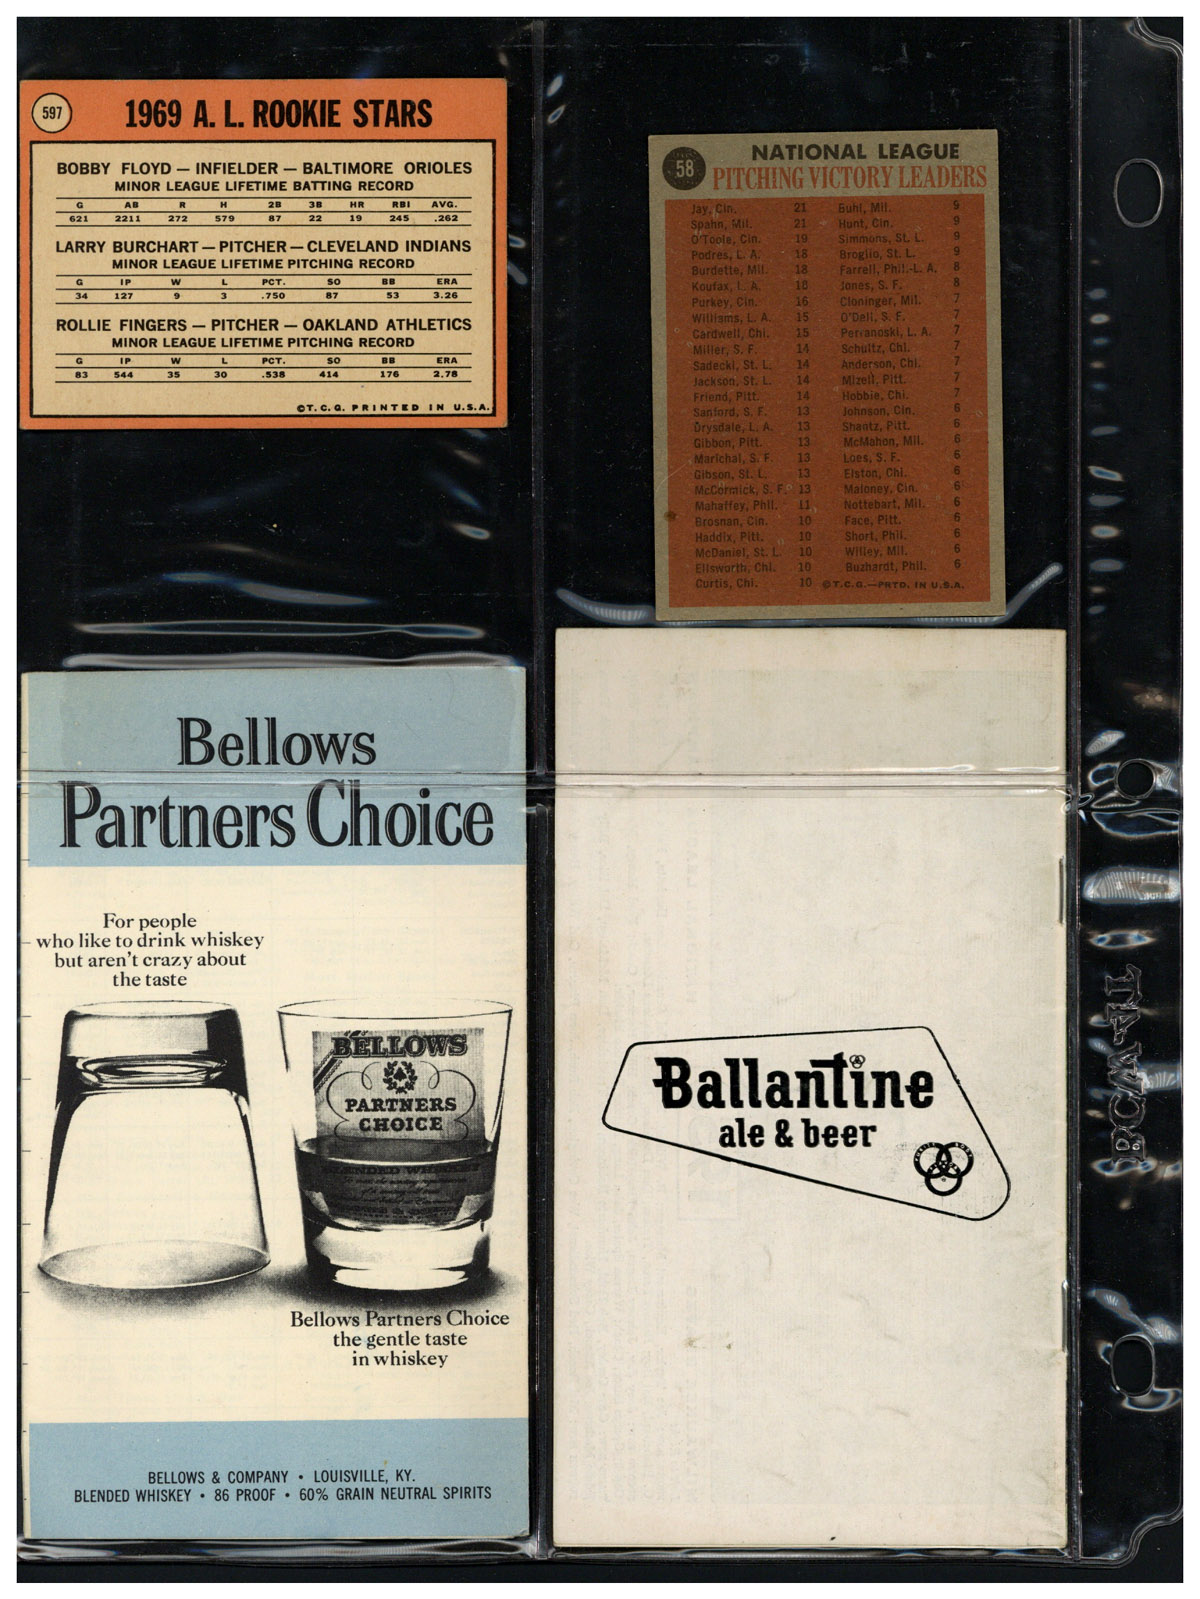 597
1969 A. L. ROOKIE STARS
BOBBY FLOYD — INFIELDER — BALTIMORE ORIOLES
MINOR LEAGUE LIFETIME BATTING RECORD
G AB R H 2B 3B HR RBI AVG.
621 2211 272 579 87 22 19 245 .262
LARRY BURCHART — PITCHER — CLEVELAND INDIANS
MINOR LEAGUE LIFETIME PITCHING RECORD
G IP W L PCT. SO BB ERA
34 127 9 3 .750 87 53 3.26
ROLLIE FINGERS — PITCHER — OAKLAND ATHLETICS
MINOR LEAGUE LIFETIME PITCHING RECORD
G IP W L PCT. SO BB ERA
83 544 35 30 .538 414 176 2.78
©T.C.G. PRINTED IN U.S.A.
58
NATIONAL LEAGUE
PITCHING VICTORY LEADERS
Jay, Cin. 21 Buhl, Mil. 9
Spahn, Mil. 21 Hunt, Cin. 9
O'Toole, Cin. 19 Simmons, St. L. 9
Podres, L. A. 18 Broglio, St. L. 9
Burdette, Mil. 18 Farrell, Phil.-L. A. 8
Koufax, L. A. 18 Jones, S. F. 8
Purkey, Cin. 16 Cloninger, Mil. 7
Williams, L. A. 15 O'Dell, S. F. 7
Cardwell, Chi. 15 Perranoski, L. A. 7
Miller, S. F. 14 Schultz, Chi. 7
Sadecki, St. L. 14 Anderson, Chi. 7
Jackson, St. L. 14 Mizell, Pitt. 7
Friend, Pitt. 14 Hobbie, Chi. 7
Sanford, S. F. 13 Johnson, Cin. 6
Drysdale, L. A. 13 Shantz, Pitt. 6
Gibbon, Pitt. 13 McMahon, Mil. 6
Marichal, S. F. 13 Loes, S. F. 6
Gibson, St. L. 13 Elston, Chi. 6
McCormick, S. F. 13 Maloney, Cin. 6
Mahaffey, Phil. 11 Nottebart, Mil. 6
Brosnan, Cin. 10 Face, Pitt. 6
Haddix, Pitt. 10 Short, Phil. 6
McDaniel, St. L. 10 Willey, Mil. 6
Ellsworth, Chi. 10 Buzhardt, Phil. 6
Curtis, Chi. 10 ©T.C.G.—PRTD. IN U.S.A.
Bellows
Partners Choice
For people
who like to drink whiskey
but aren't crazy about
the taste
BELLOWS
PARTNERS
CHOICE
BLENDED WHISKEY
Bellows Partners Choice
the gentle taste
in whiskey
BELLOWS & COMPANY • LOUISVILLE, KY.
BLENDED WHISKEY • 86 PROOF • 60% GRAIN NEUTRAL SPIRITS
Ballantine
ale & beer